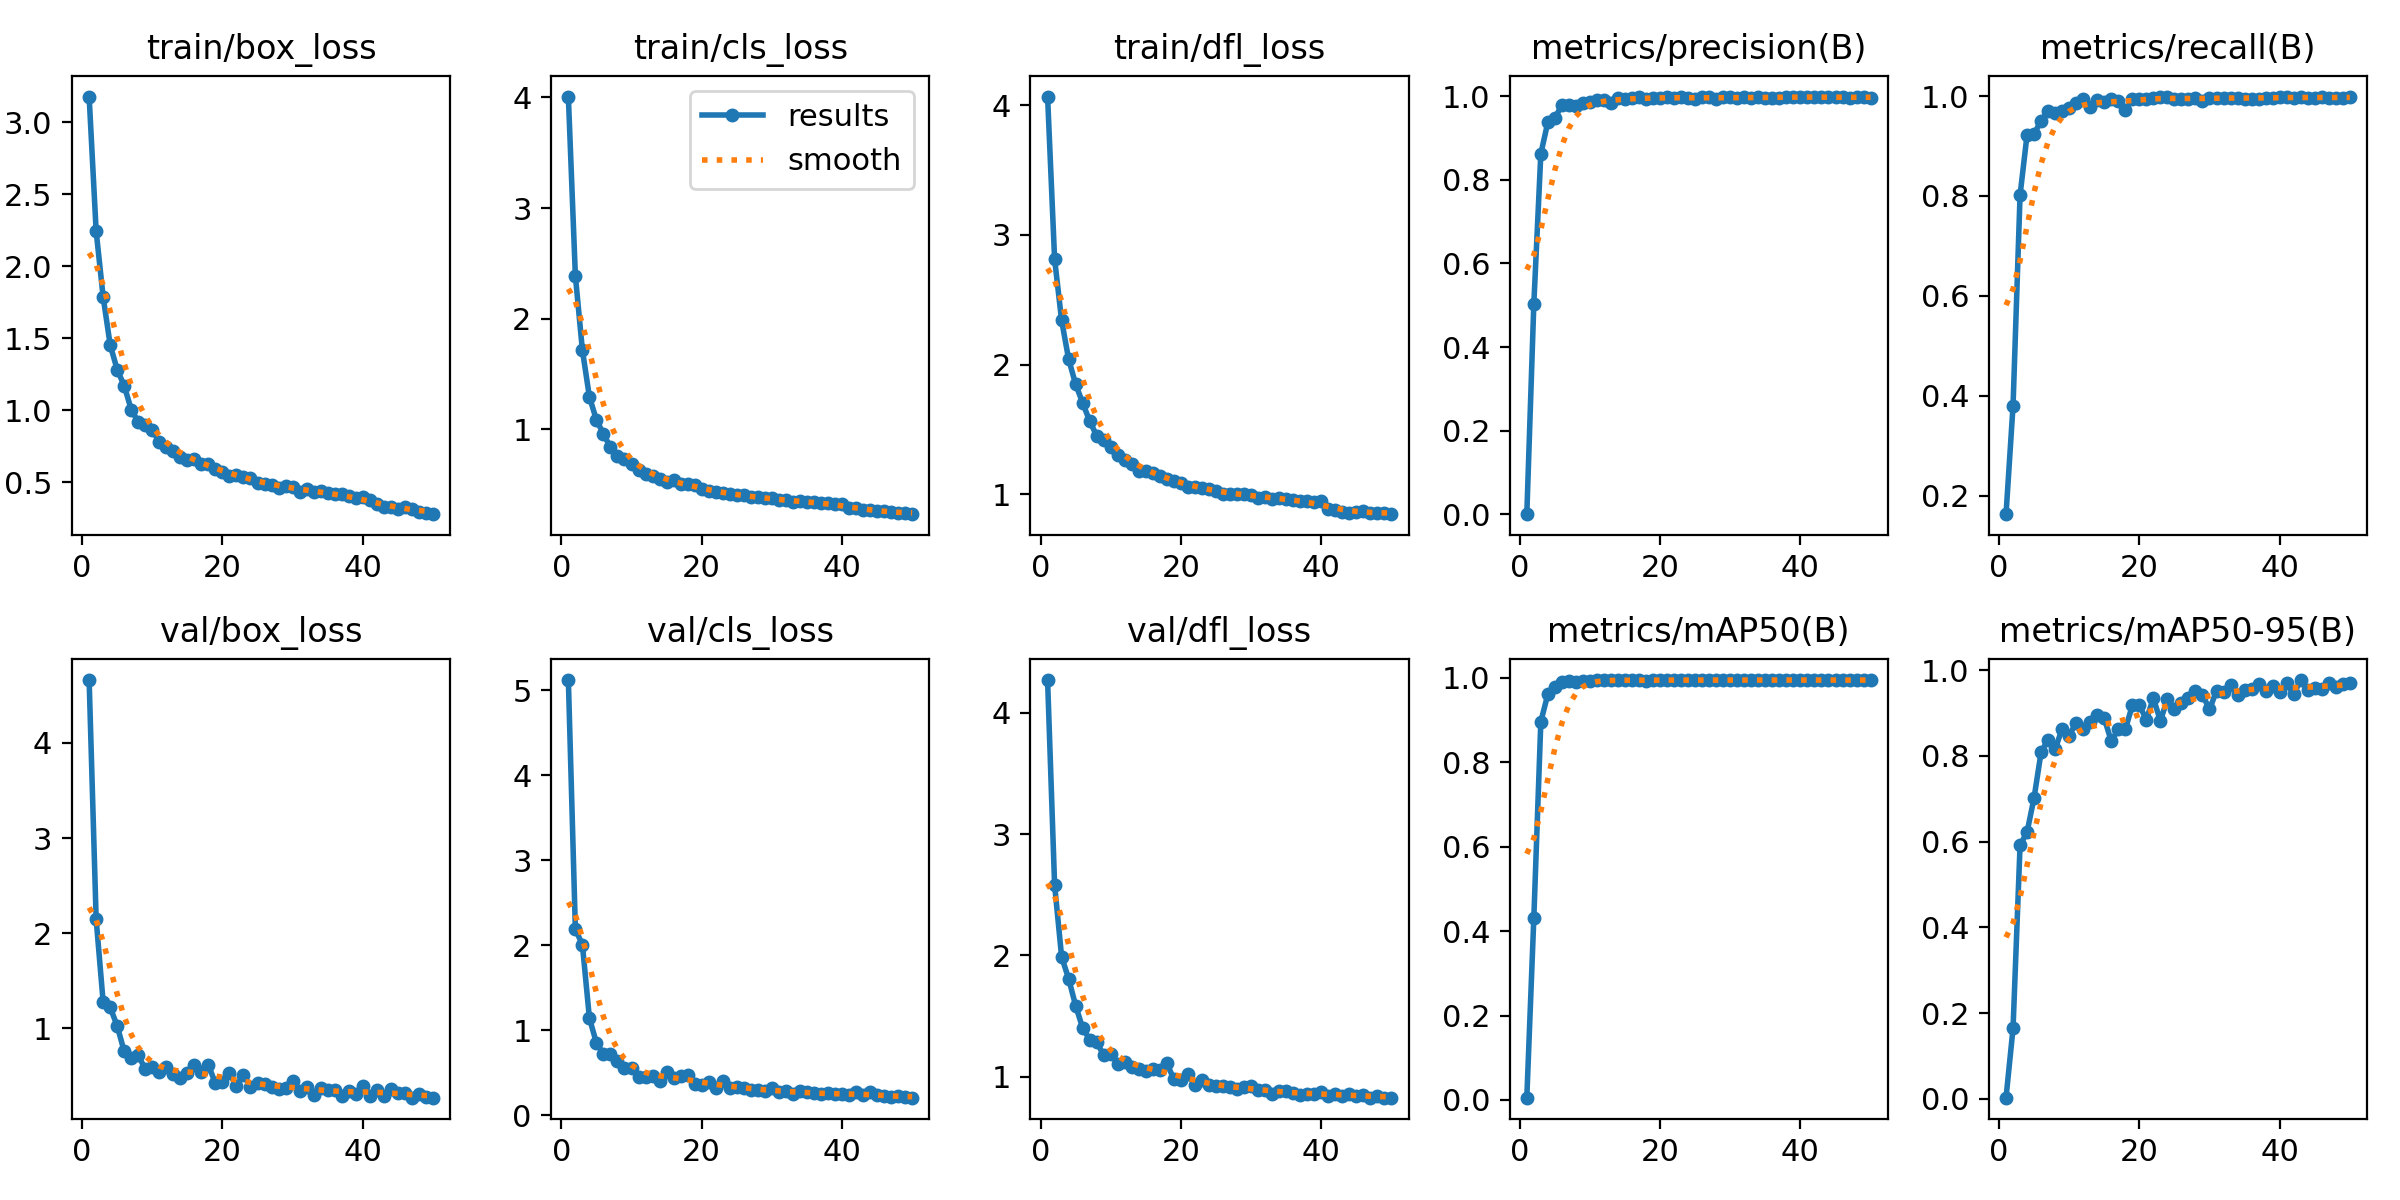 train/box_loss
3.0
2.5
2.0
1.5
1.0
0.5
0 20 40
train/cls_loss
results
smooth
4
3
2
1
0 20 40
train/dfl_loss
4
3
2
1
0 20 40
metrics/precision(B)
1.0
0.8
0.6
0.4
0.2
0.0
0 20 40
metrics/recall(B)
1.0
0.8
0.6
0.4
0.2
0 20 40
val/box_loss
4
3
2
1
0 20 40
val/cls_loss
5
4
3
2
1
0
0 20 40
val/dfl_loss
4
3
2
1
0 20 40
metrics/mAP50(B)
1.0
0.8
0.6
0.4
0.2
0.0
0 20 40
metrics/mAP50-95(B)
1.0
0.8
0.6
0.4
0.2
0.0
0 20 40